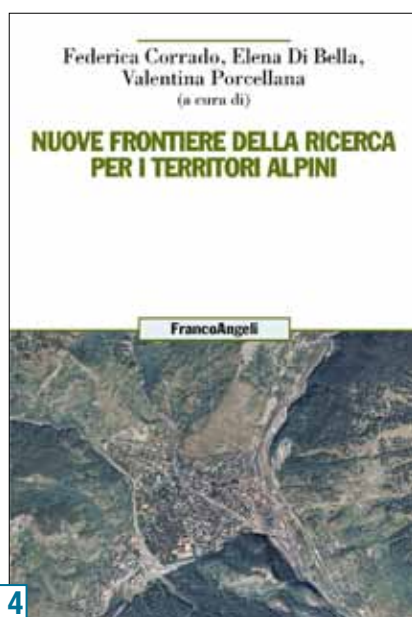 Federica Corrado, Elena Di Bella,
Valentina Porcellana
(a cura di)
NUOVE FRONTIERE DELLA RICERCA
PER I TERRITORI ALPINI
FrancoAngeli
4